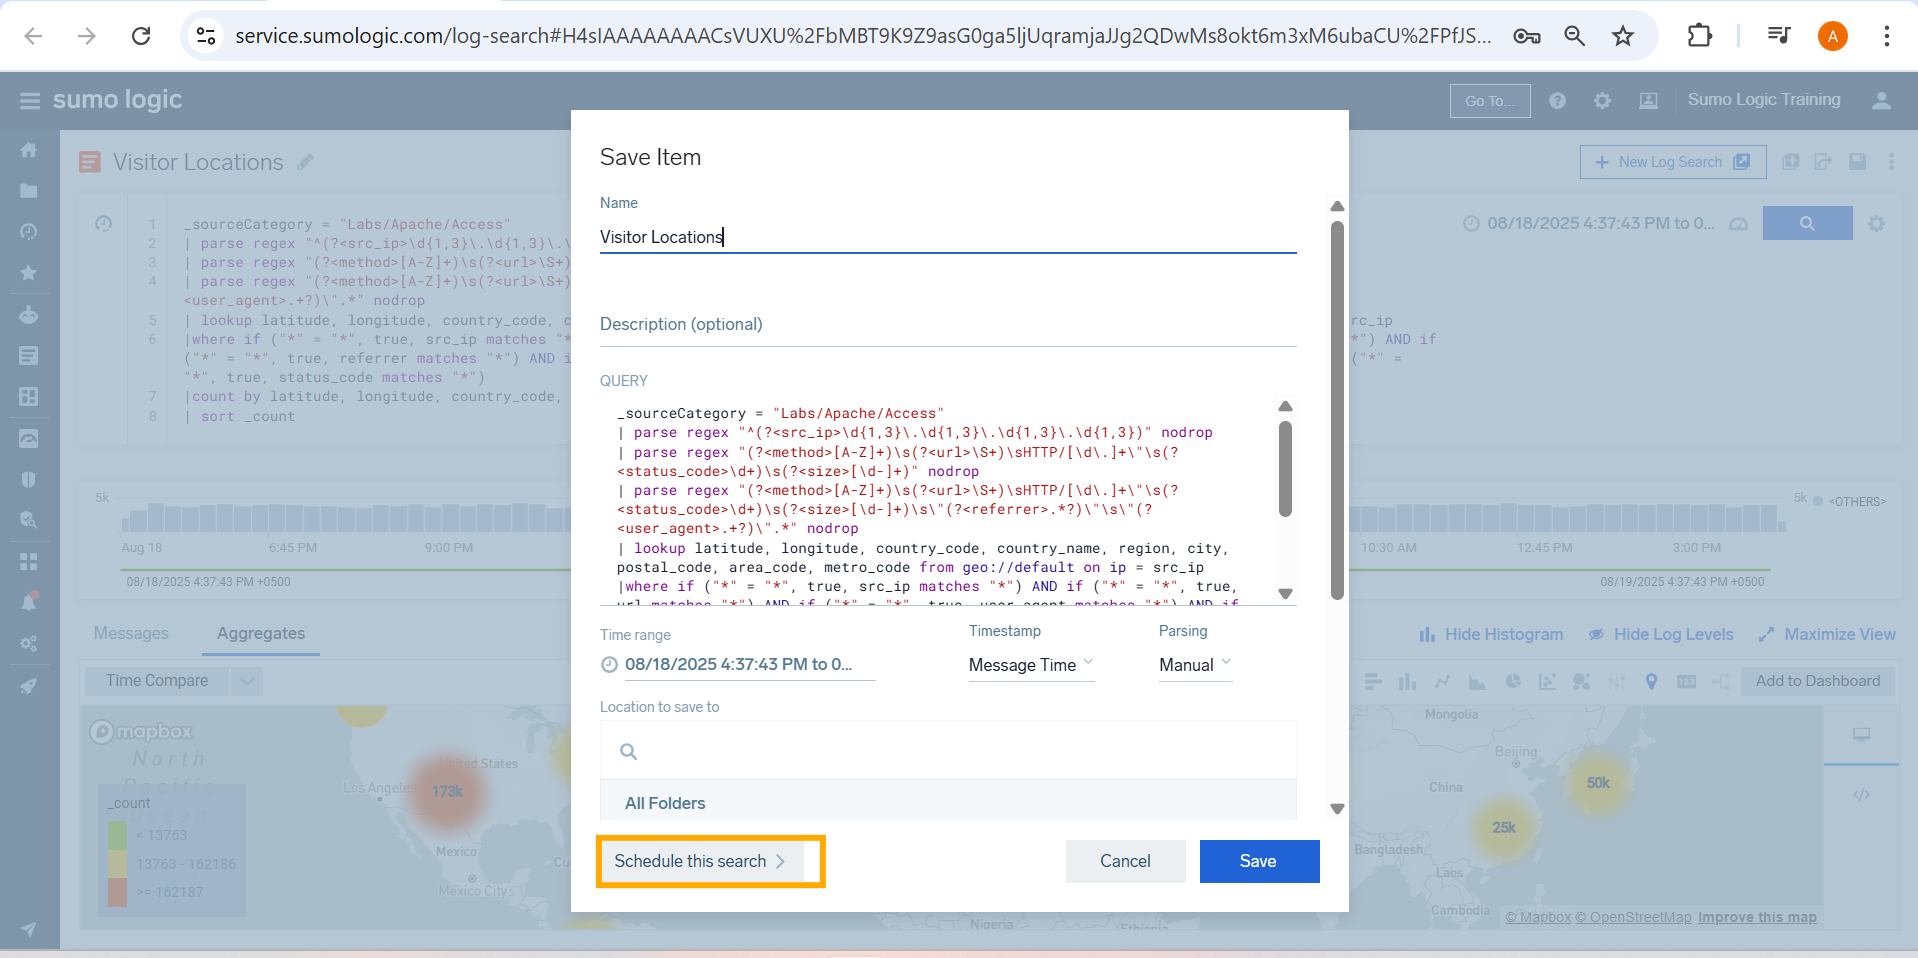 service.sumologic.com/log-search#H4sIAAAAAAAACsVUXU%2FbMBT9K9Z9asG0ga5ljUqramjaJJg2QDwMs8okt6m3xM6ubaCU%2FPfJS...
A
sumo logic
Go To...
Sumo Logic Training
Visitor Locations
New Log Search
1 _sourceCategory = "Labs/Apache/Access"
2 | parse regex "^(?<src_ip>\d{1,3}\.\d{1,3}\.\
3 | parse regex "(?<method>[A-Z]+)\s(?<url>\S+)
4 | parse regex "(?<method>[A-Z]+)\s(?<url>\S+)
<user_agent>.+?)\".*" nodrop
5 | lookup latitude, longitude, country_code, c
rc_ip
6 |where if ("*" = "*", true, src_ip matches "*
*") AND if
("*" = "*", true, referrer matches "*") AND i
("*" =
"*", true, status_code matches "*")
7 |count by latitude, longitude, country_code,
8 | sort _count
08/18/2025 4:37:43 PM to 0...
Save Item
Name
Visitor Locations
Description (optional)
QUERY
_sourceCategory = "Labs/Apache/Access"
| parse regex "^(?<src_ip>\d{1,3}\.\d{1,3}\.\d{1,3}\.\d{1,3})" nodrop
| parse regex "(?<method>[A-Z]+)\s(?<url>\S+)\sHTTP/[\d\.]+\"\s(?
<status_code>\d+)\s(?<size>[\d-]+)" nodrop
| parse regex "(?<method>[A-Z]+)\s(?<url>\S+)\sHTTP/[\d\.]+\"\s(?
<status_code>\d+)\s(?<size>[\d-]+)\s\"(?<referrer>.*?)\"\s\"(?
<user_agent>.+?)\".*" nodrop
| lookup latitude, longitude, country_code, country_name, region, city,
postal_code, area_code, metro_code from geo://default on ip = src_ip
|where if ("*" = "*", true, src_ip matches "*") AND if ("*" = "*", true,
url matches "*") AND if ("*" = "*", true, user_agent matches "*") AND if
5k
Aug 18
6:45 PM
9:00 PM
10:30 AM
12:45 PM
3:00 PM
5k
<OTHERS>
08/18/2025 4:37:43 PM +0500
08/19/2025 4:37:43 PM +0500
Messages
Aggregates
Hide Histogram
Hide Log Levels
Maximize View
Time Compare
Add to Dashboard
Time range
08/18/2025 4:37:43 PM to 0...
Timestamp
Message Time
Parsing
Manual
Location to save to
All Folders
Schedule this search
Cancel
Save
mapbox
North
Pacific
Ocean
United States
Los Angeles
173k
Mexico
Mexico City
Cu
_count
< 13763
13763 - 162186
>= 162187
Mongolia
Beijing
China
50k
25k
Bangladesh
Laos
Cambodia
Nigeria
Ethiopia
123
© Mapbox © OpenStreetMap Improve this map